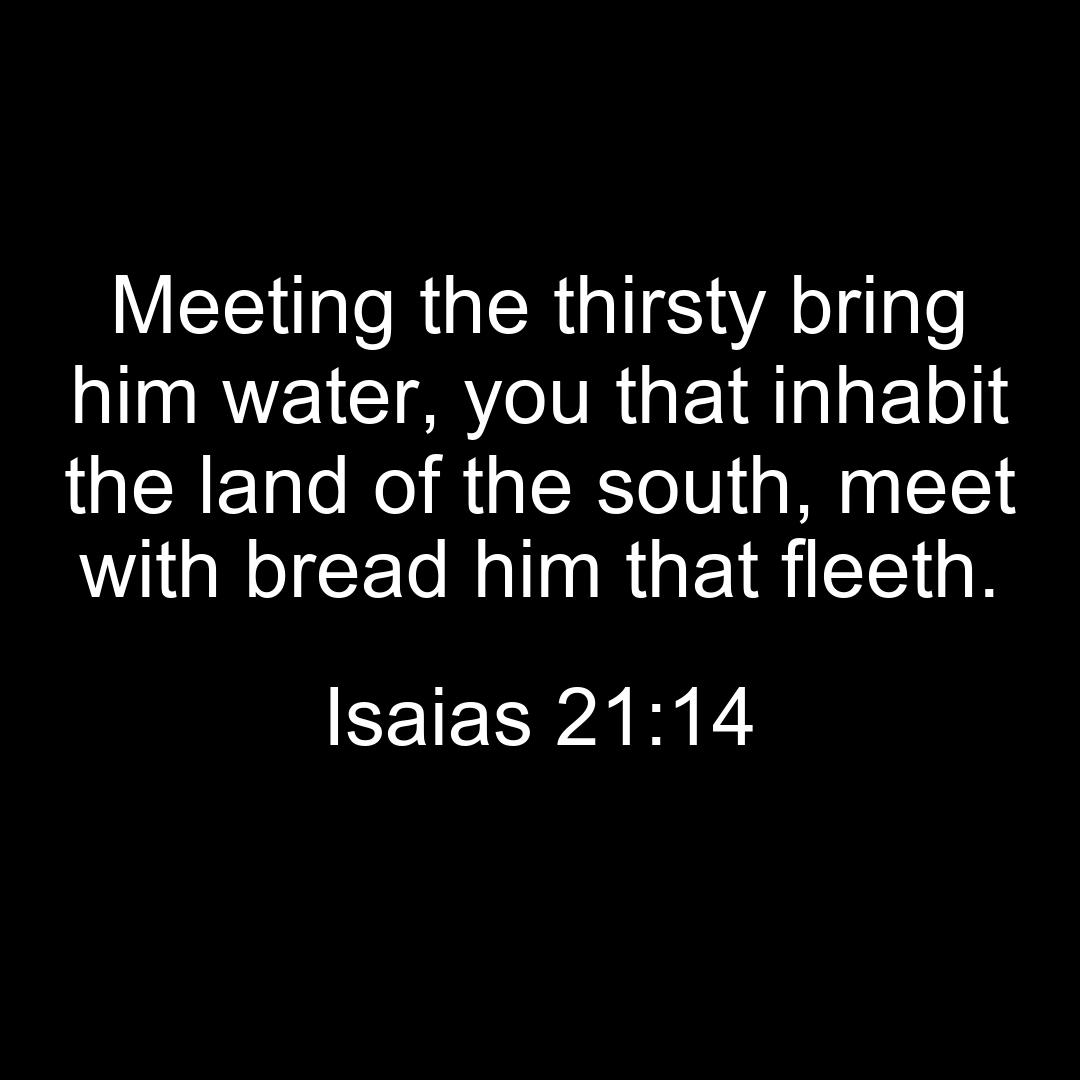 Meeting the thirsty bring
him water, you that inhabit
the land of the south, meet
with bread him that fleeth.
Isaias 21:14